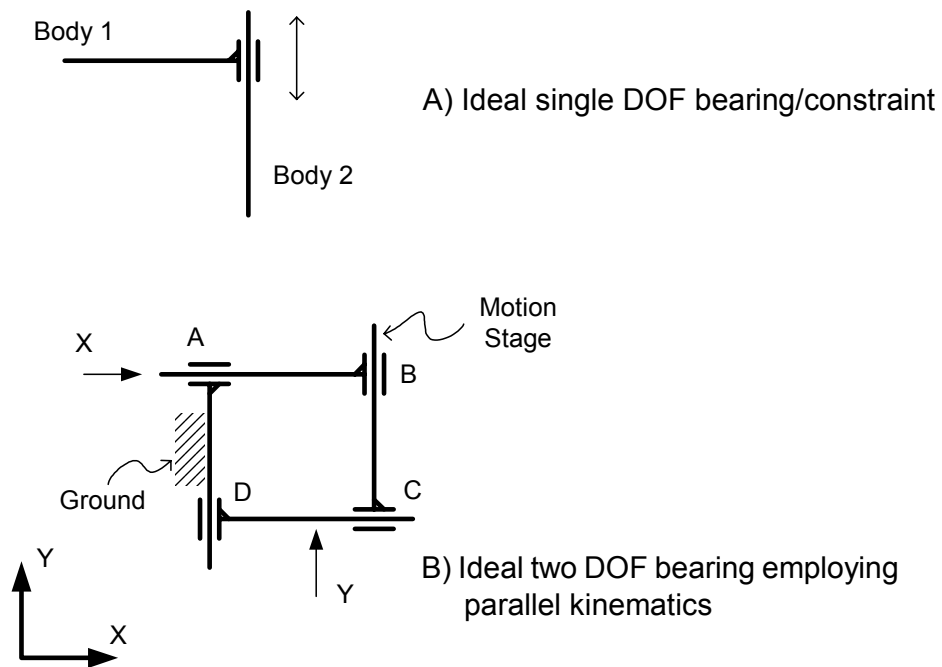 Body 1
A) Ideal single DOF bearing/constraint
Body 2
Motion
Stage
A
X
B
Ground
D
C
Y
Y
B) Ideal two DOF bearing employing
parallel kinematics
X